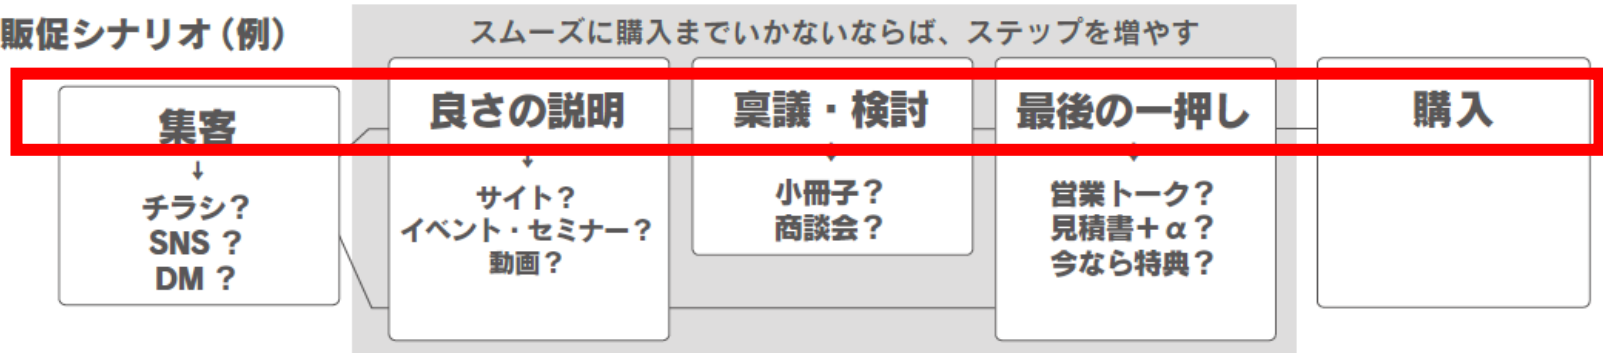 販促シナリオ（例）
スムーズに購入までいかないならば、ステップを増やす
集客
↓
チラシ？
SNS ？
DM ？
良さの説明
↓
サイト？
イベント・セミナー？
動画？
稟議・検討
小冊子？
商談会？
最後の一押し
営業トーク？
見積書＋α？
今なら特典？
購入